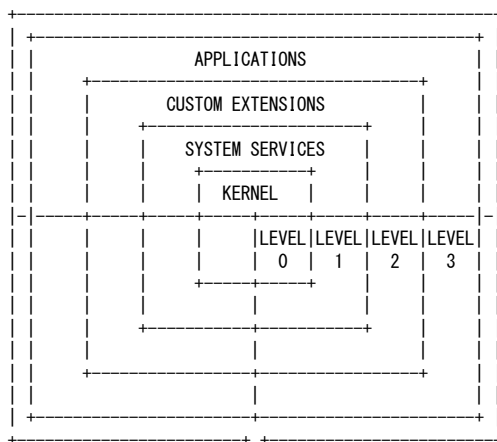 APPLICATIONS
CUSTOM EXTENSIONS
SYSTEM SERVICES
KERNEL
LEVEL LEVEL LEVEL LEVEL
0 1 2 3